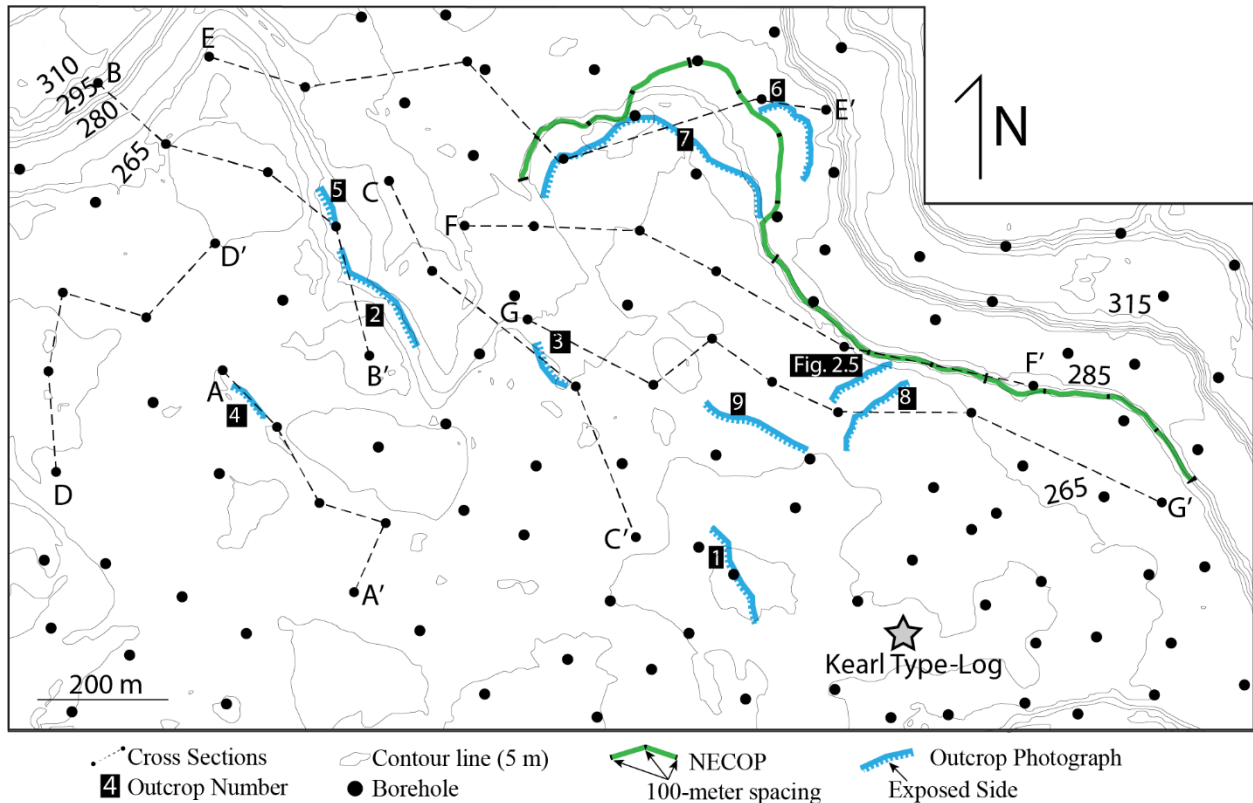 E
310
B
295
280
265
6
E'
N
7
5
C
F
D'
G
2
3
315
B'
Fig. 2.5
F'
285
A
4
9
8
D
265
G'
C'
1
A'
Kearl Type-Log
200 m
Cross Sections
Contour line (5 m)
NECOP
Outcrop Photograph
4 Outcrop Number
Borehole
100-meter spacing
Exposed Side